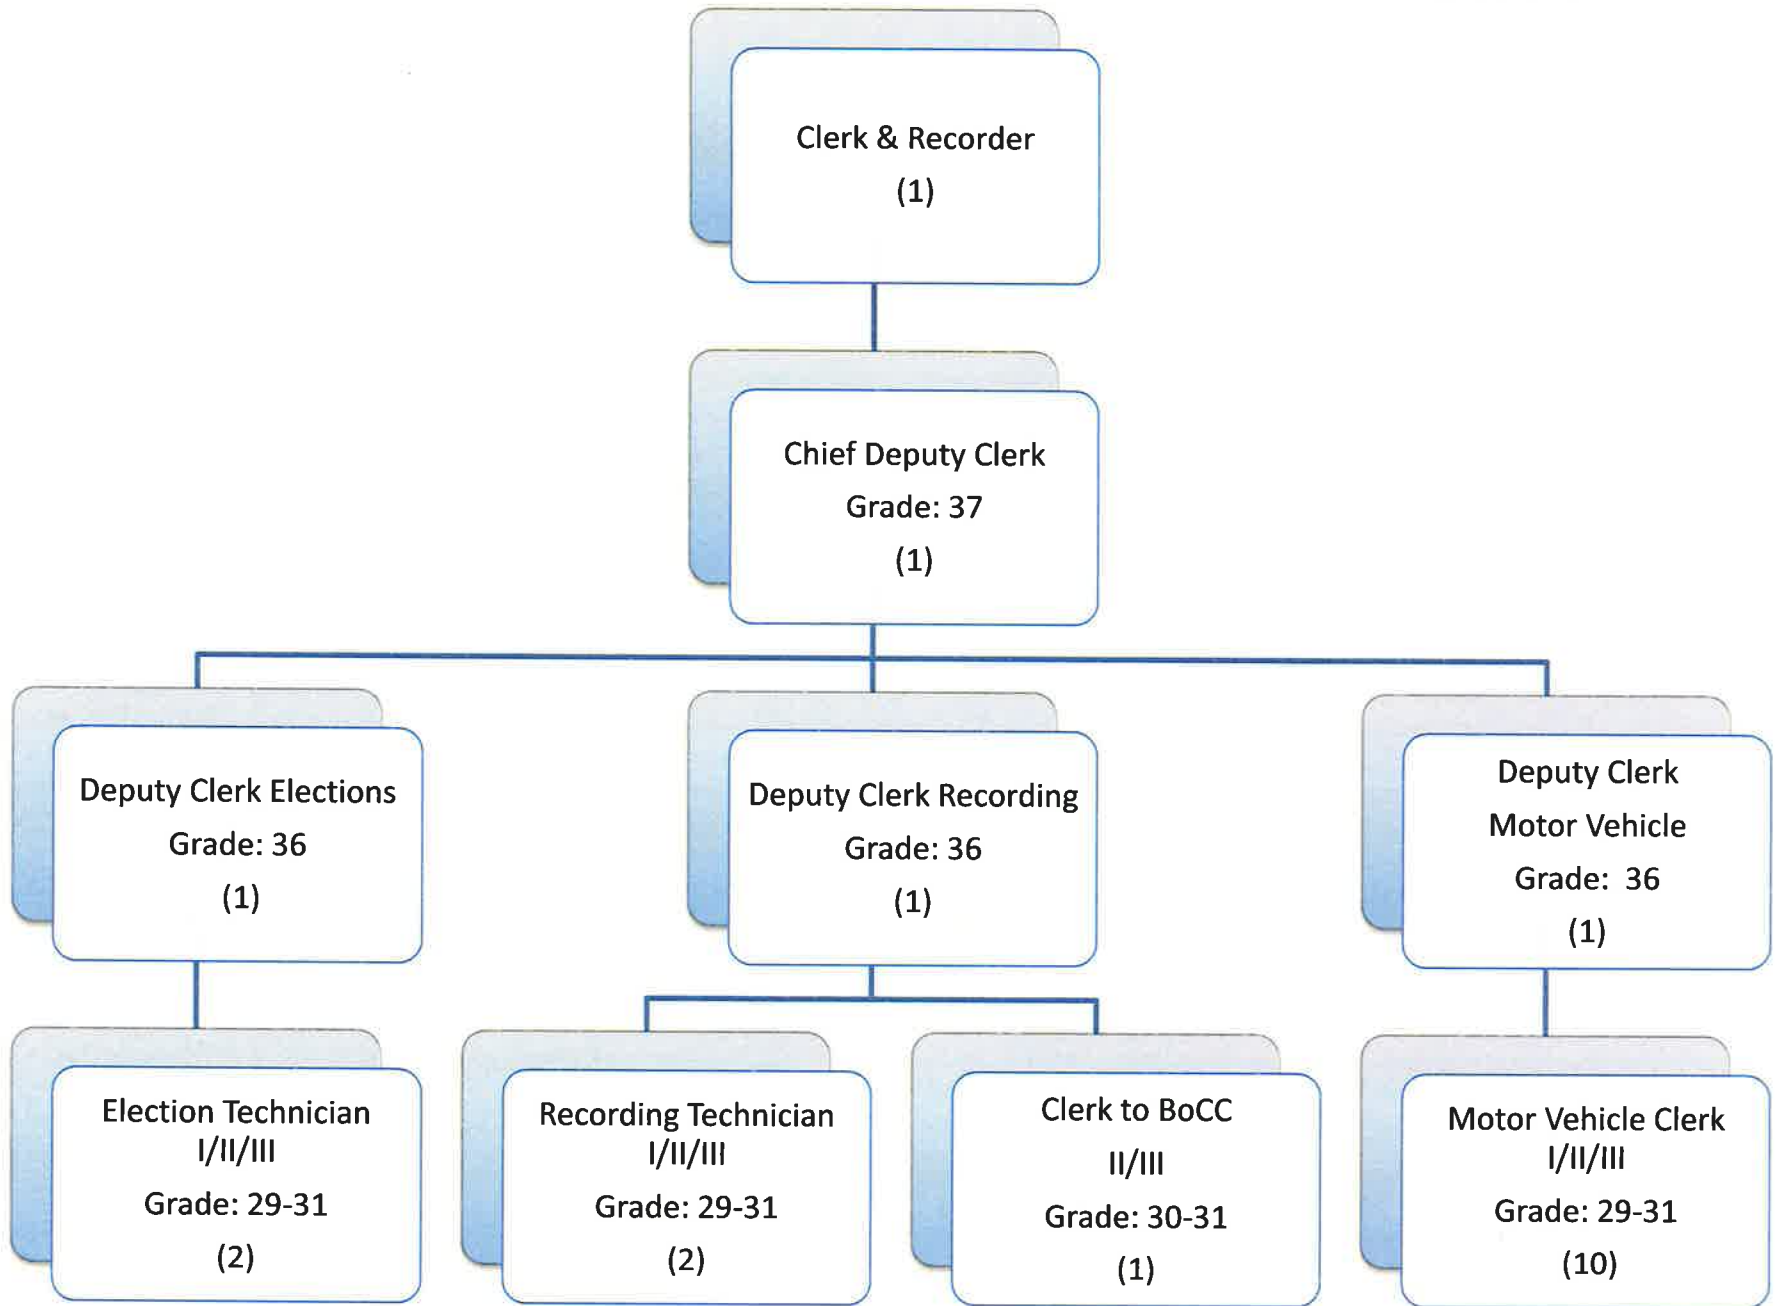 Clerk & Recorder
(1)
Chief Deputy Clerk
Grade: 37
(1)
Deputy Clerk Elections
Grade: 36
(1)
Deputy Clerk Recording
Grade: 36
(1)
Deputy Clerk
Motor Vehicle
Grade: 36
(1)
Election Technician
I/II/III
Grade: 29-31
(2)
Recording Technician
I/II/III
Grade: 29-31
(2)
Clerk to BoCC
II/III
Grade: 30-31
(1)
Motor Vehicle Clerk
I/II/III
Grade: 29-31
(10)